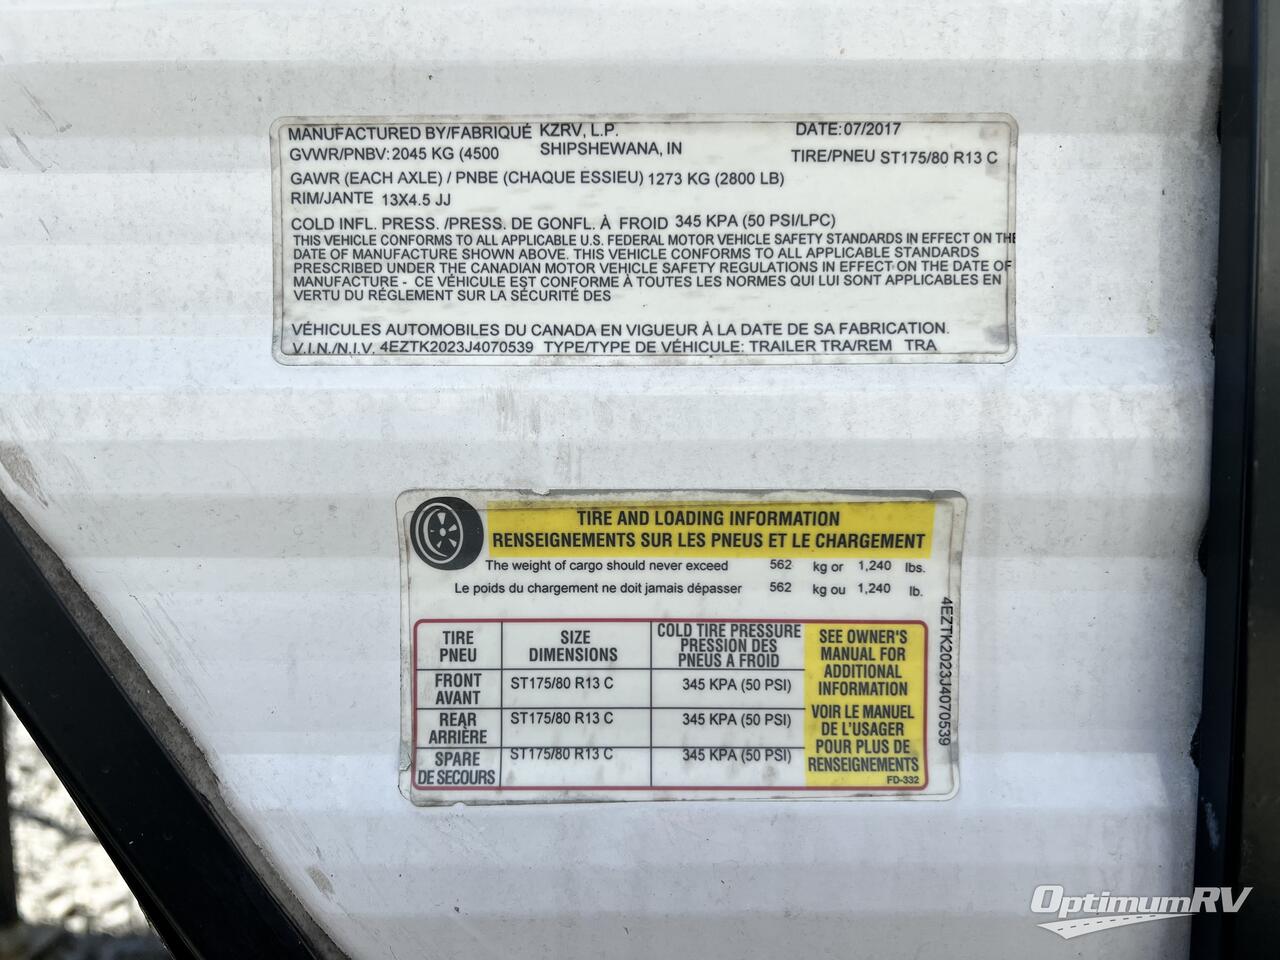 MANUFACTURED BY/FABRIQUÉ KZRV, L.P. DATE: 07/2017
GVWR/PNBV: 2045 KG (4500 SHIPSHEWANA, IN TIRE/PNEU ST175/80 R13 C
GAWR (EACH AXLE) / PNBE (CHAQUE ESSIEU) 1273 KG (2800 LB)
RIM/JANTE 13X4.5 JJ
COLD INFL. PRESS. /PRESS. DE GONFL. À FROID 345 KPA (50 PSI/LPC)
THIS VEHICLE CONFORMS TO ALL APPLICABLE U.S. FEDERAL MOTOR VEHICLE SAFETY STANDARDS IN EFFECT ON THE
DATE OF MANUFACTURE SHOWN ABOVE. THIS VEHICLE CONFORMS TO ALL APPLICABLE STANDARDS
PRESCRIBED UNDER THE CANADIAN MOTOR VEHICLE SAFETY REGULATIONS IN EFFECT ON THE DATE OF
MANUFACTURE - CE VÉHICULE EST CONFORME À TOUTES LES NORMES QUI LUI SONT APPLICABLES EN
VERTU DU RÉGLEMENT SUR LA SÉCURITÉ DES
VÉHICULES AUTOMOBILES DU CANADA EN VIGUEUR À LA DATE DE SA FABRICATION.
V.I.N./N.I.V. 4EZTK2023J4070539 TYPE/TYPE DE VÉHICULE: TRAILER TRA/REM TRA
TIRE AND LOADING INFORMATION
RENSEIGNEMENTS SUR LES PNEUS ET LE CHARGEMENT
The weight of cargo should never exceed 562 kg or 1,240 lbs.
Le poids du chargement ne doit jamais dépasser 562 kg ou 1,240 lb.
TIRE
PNEU
SIZE
DIMENSIONS
COLD TIRE PRESSURE
PRESSION DES
PNEUS A FROID
FRONT
AVANT
ST175/80 R13 C
345 KPA (50 PSI)
REAR
ARRIÈRE
ST175/80 R13 C
345 KPA (50 PSI)
SPARE
DE SECOURS
ST175/80 R13 C
345 KPA (50 PSI)
SEE OWNER'S
MANUAL FOR
ADDITIONAL
INFORMATION
VOIR LE MANUEL
DE L'USAGER
POUR PLUS DE
RENSEIGNEMENTS
FD-332
4EZTK2023J4070539
OptimumRV